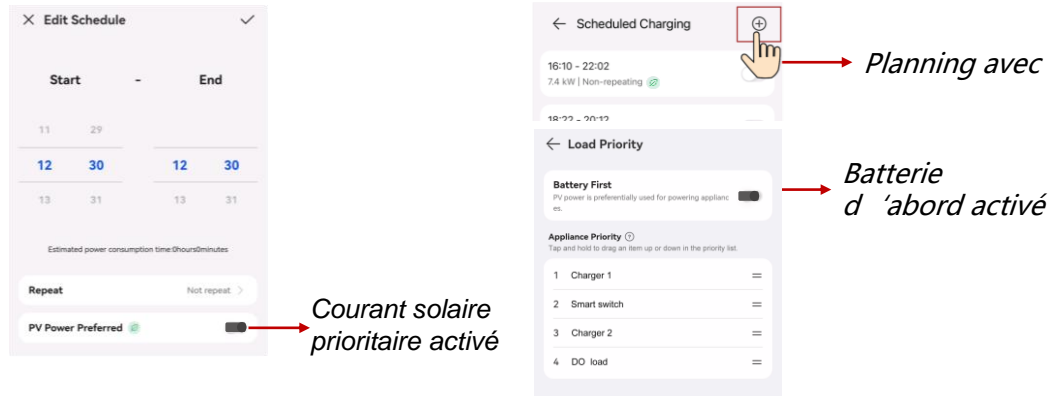 Edit Schedule
Start - End
11 29
12 30 12 30
13 31 13 31
Estimated power consumption time:0hours0minutes
Repeat Not repeat >
PV Power Preferred
Courant solaire
prioritaire activé
Scheduled Charging
16:10 - 22:02
7.4 kW | Non-repeating
18:22 - 20:12
Planning avec
Load Priority
Battery First
PV power is preferentially used for powering applianc
es.
Appliance Priority ?
Tap and hold to drag an item up or down in the priority list.
1 Charger 1
2 Smart switch
3 Charger 2
4 DO load
Batterie
d ‘abord activé